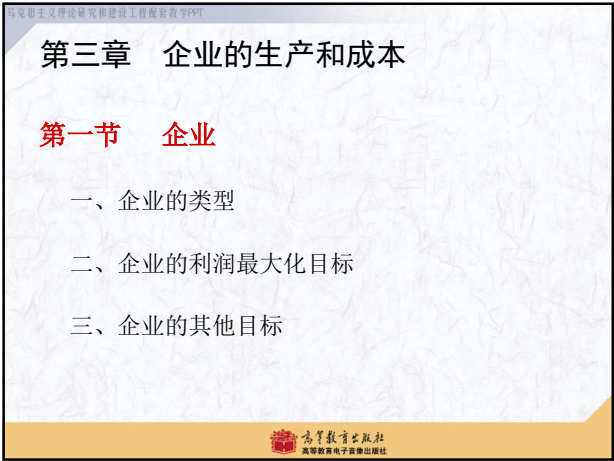 马克思主义理论研究和建设工程配套教学PPT
第三章 企业的生产和成本
第一节 企业
一、企业的类型
二、企业的利润最大化目标
三、企业的其他目标
高等教育出版社
高等教育电子音像出版社